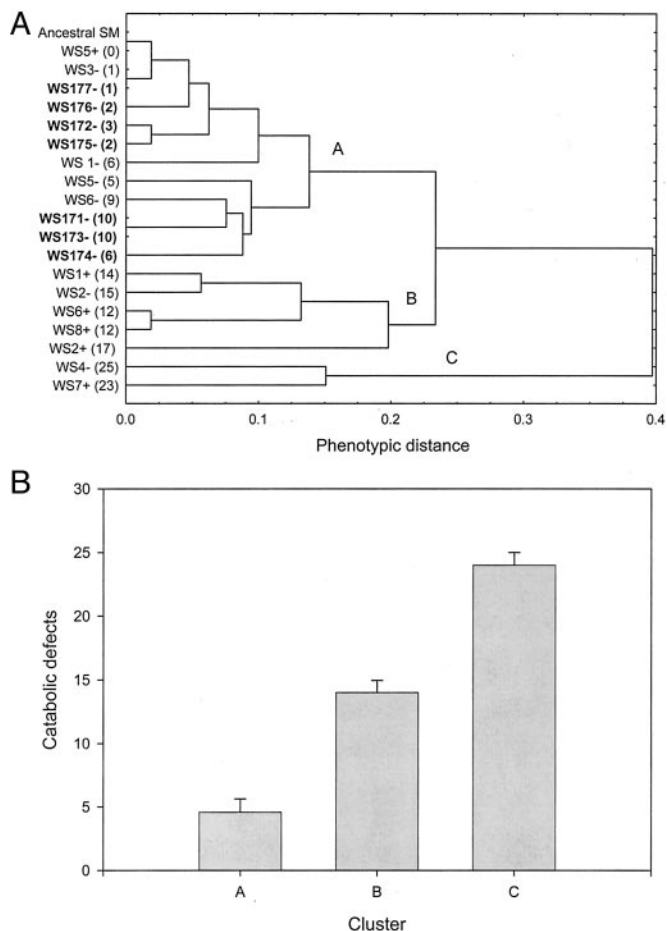 A
Ancestral SM
WS5+ (0)
WS3- (1)
WS177- (1)
WS176- (2)
WS172- (3)
WS175- (2)
WS 1- (6)
WS5- (5)
WS6- (9)
WS171- (10)
WS173- (10)
WS174- (6)
WS1+ (14)
WS2- (15)
WS6+ (12)
WS8+ (12)
WS2+ (17)
WS4- (25)
WS7+ (23)
A
B
C
0.0 0.1 0.2 0.3 0.4
Phenotypic distance
B
30
25
20
15
10
5
0
Catabolic defects
A B C
Cluster